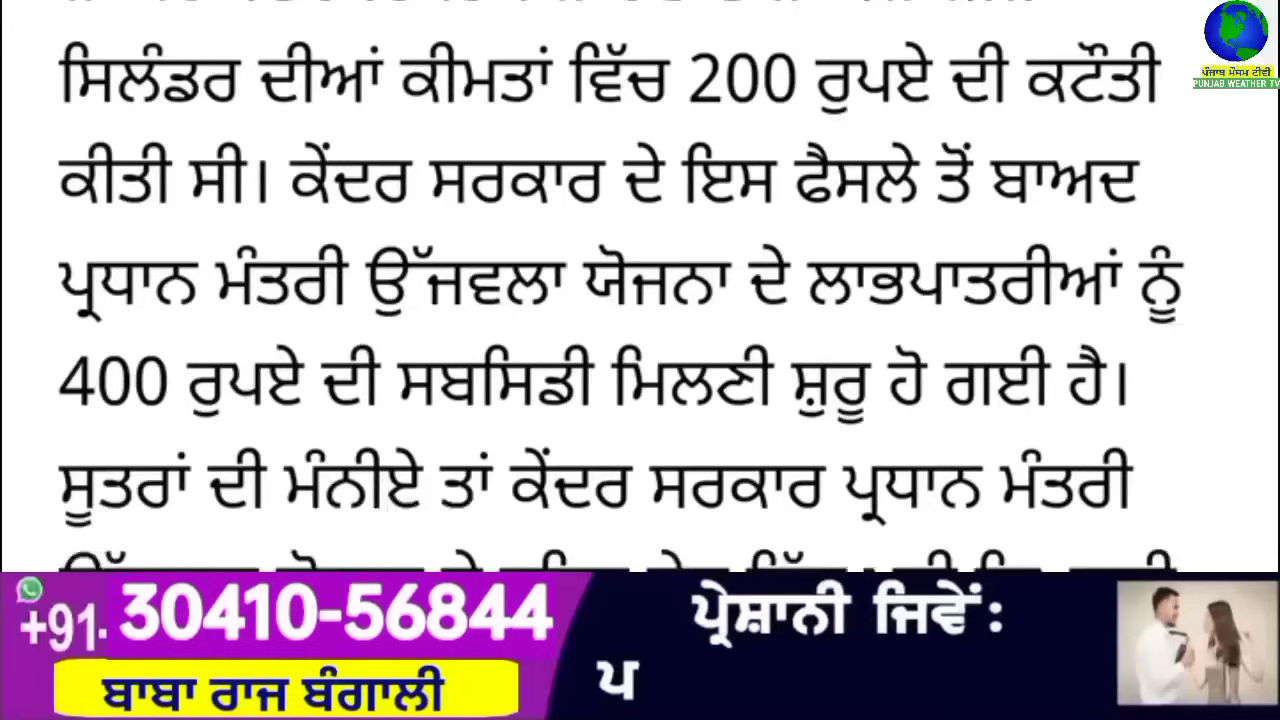 ਸਿਲੰਡਰ ਦੀਆਂ ਕੀਮਤਾਂ ਵਿੱਚ 200 ਰੁਪਏ ਦੀ ਕਟੌਤੀ
ਕੀਤੀ ਸੀ। ਕੇਂਦਰ ਸਰਕਾਰ ਦੇ ਇਸ ਫੈਸਲੇ ਤੋਂ ਬਾਅਦ
ਪ੍ਰਧਾਨ ਮੰਤਰੀ ਉੱਜਵਲਾ ਯੋਜਨਾ ਦੇ ਲਾਭਪਾਤਰੀਆਂ ਨੂੰ
400 ਰੁਪਏ ਦੀ ਸਬਸਿਡੀ ਮਿਲਣੀ ਸ਼ੁਰੂ ਹੋ ਗਈ ਹੈ।
ਸੂਤਰਾਂ ਦੀ ਮੰਨੀਏ ਤਾਂ ਕੇਂਦਰ ਸਰਕਾਰ ਪ੍ਰਧਾਨ ਮੰਤਰੀ
ਪੰਜਾਬ ਮੌਸਮ ਟੀਵੀ
PUNJAB WEATHER TV
+91- 30410-56844
ਬਾਬਾ ਰਾਜ ਬੰਗਾਲੀ
ਪ੍ਰੇਸ਼ਾਨੀ ਜਿਵੇਂ:
ਪ